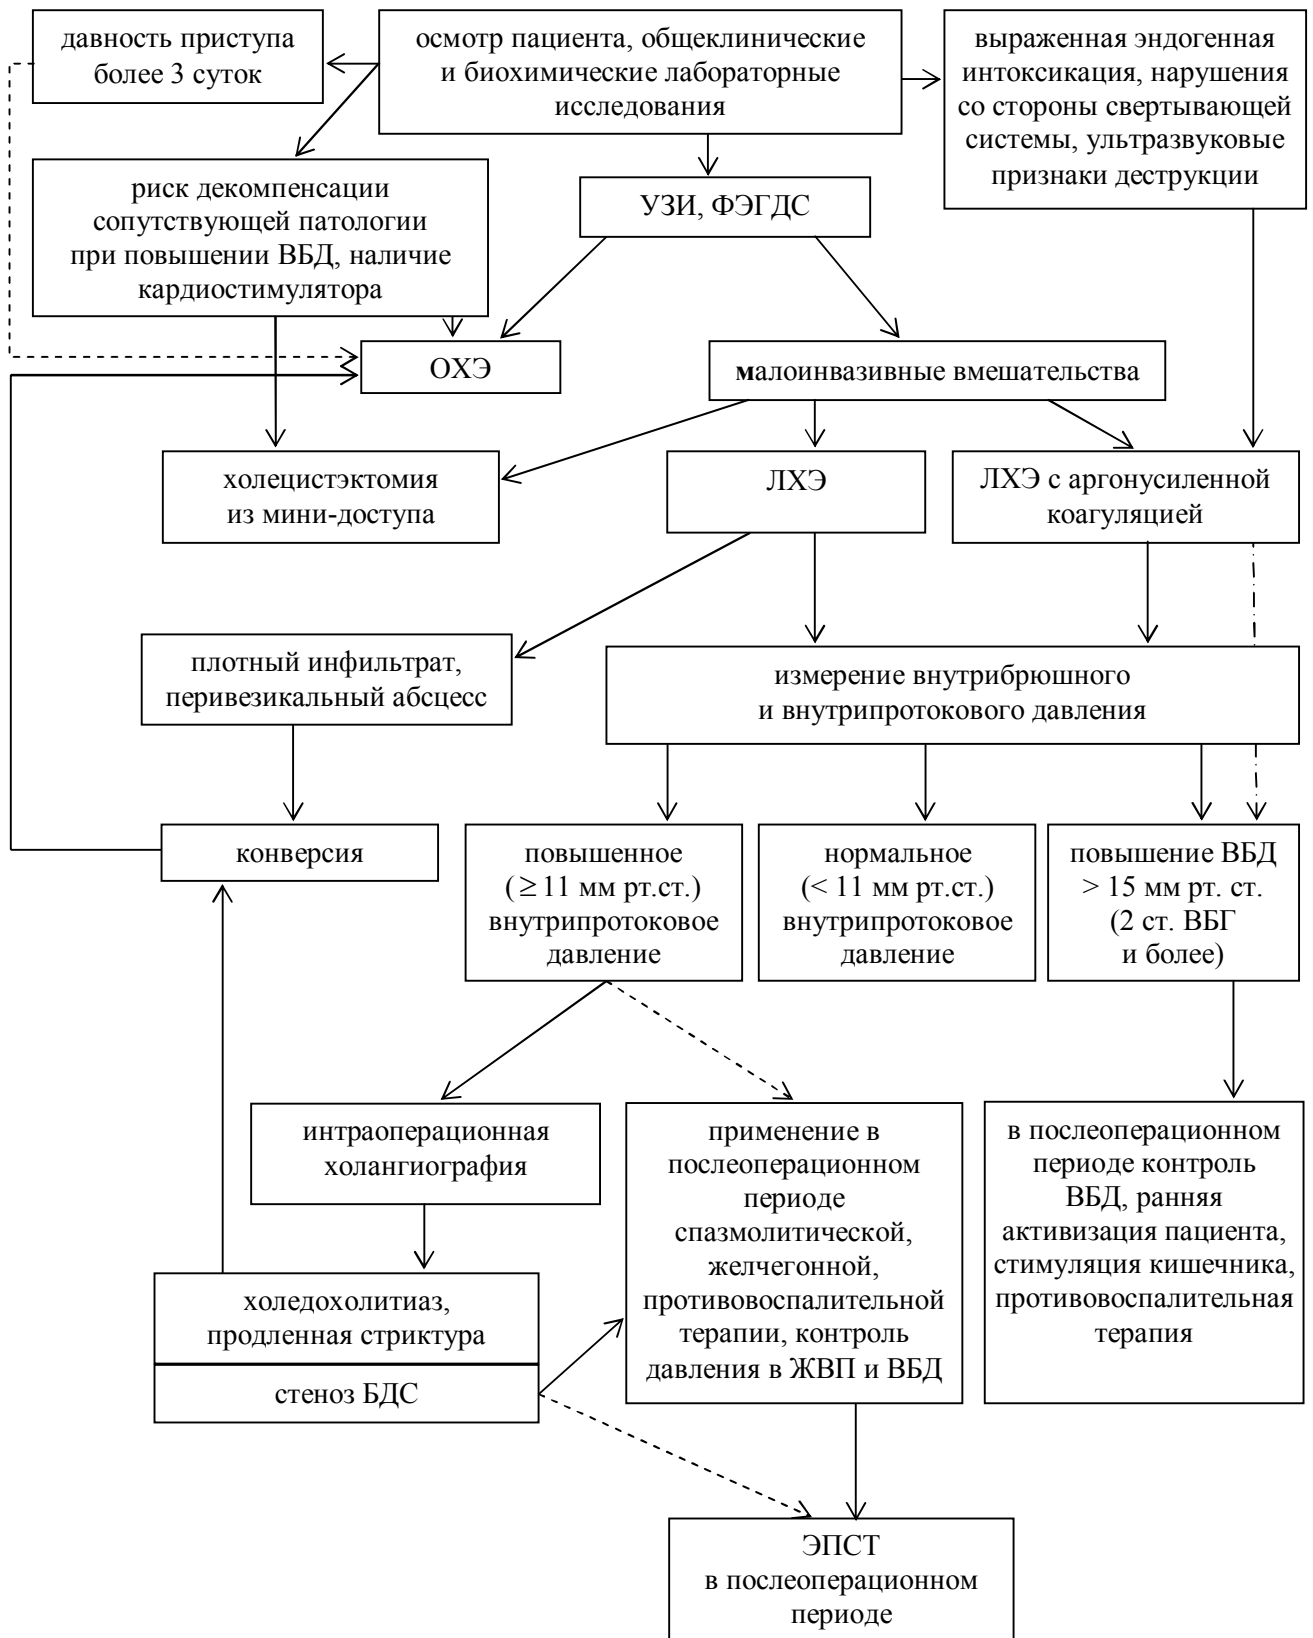 давность приступа
более 3 суток
осмотр пациента, общеклинические
и биохимические лабораторные
исследования
выраженная эндогенная
интоксикация, нарушения
со стороны свертывающей
системы, ультразвуковые
признаки деструкции
риск декомпенсации
сопутствующей патологии
при повышении ВБД, наличие
кардиостимулятора
УЗИ, ФЭГДС
ОХЭ
малоинвазивные вмешательства
холецистэктомия
из мини-доступа
ЛХЭ
ЛХЭ с аргонусиленной
коагуляцией
плотный инфильтрат,
перивезикальный абсцесс
измерение внутрибрюшного
и внутрипротокового давления
конверсия
повышенное
(≥ 11 мм рт.ст.)
внутрипротоковое
давление
нормальное
(< 11 мм рт.ст.)
внутрипротоковое
давление
повышение ВБД
> 15 мм рт. ст.
(2 ст. ВБГ
и более)
интраоперационная
холангиография
применение в
послеоперационном
периоде
спазмолитической,
желчегонной,
противовоспалительной
терапии, контроль
давления в ЖВП и ВБД
в послеоперационном
периоде контроль
ВБД, ранняя
активизация пациента,
стимуляция кишечника,
противовоспалительная
терапия
холедохолитиаз,
продленная стриктура
стеноз БДС
ЭПСТ
в послеоперационном
периоде